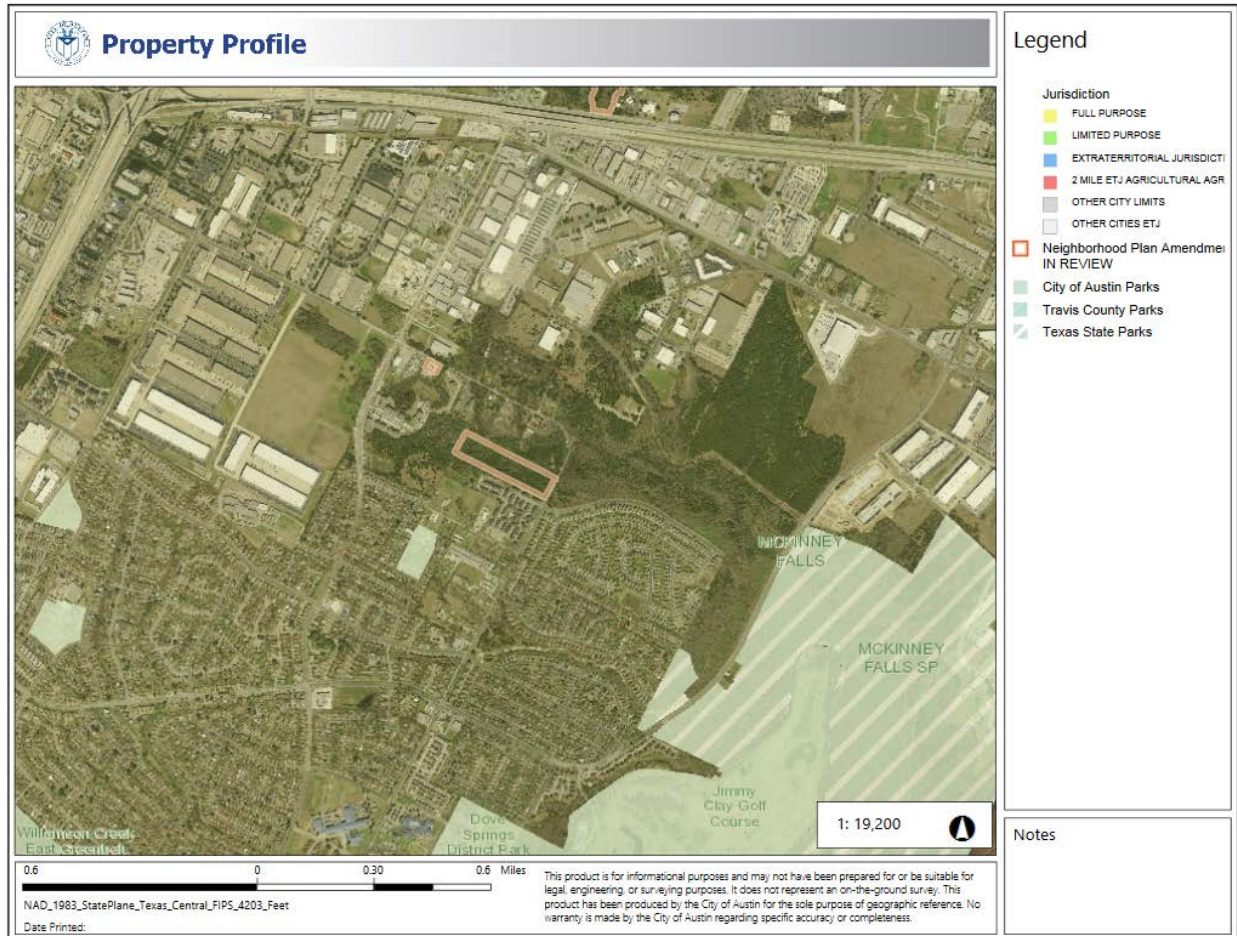 Property Profile
MCKINNEY
FALLS
MCKINNEY
FALLS SP
Jimmy
Clay Golf
Course
Dove
Springs
District Park
Williamson Creek
East Greenbelt
1: 19,200
Legend
Jurisdiction
FULL PURPOSE
LIMITED PURPOSE
EXTRATERRITORIAL JURISDICTI
2 MILE ETJ AGRICULTURAL AGR
OTHER CITY LIMITS
OTHER CITIES ETJ
Neighborhood Plan Amendme
IN REVIEW
City of Austin Parks
Travis County Parks
Texas State Parks
Notes
0.6 0 0.30 0.6 Miles
NAD_1983_StatePlane_Texas_Central_FIPS_4203_Feet
Date Printed:
This product is for informational purposes and may not have been prepared for or be suitable for
legal, engineering, or surveying purposes. It does not represent an on-the-ground survey. This
product has been produced by the City of Austin for the sole purpose of geographic reference. No
warranty is made by the City of Austin regarding specific accuracy or completeness.